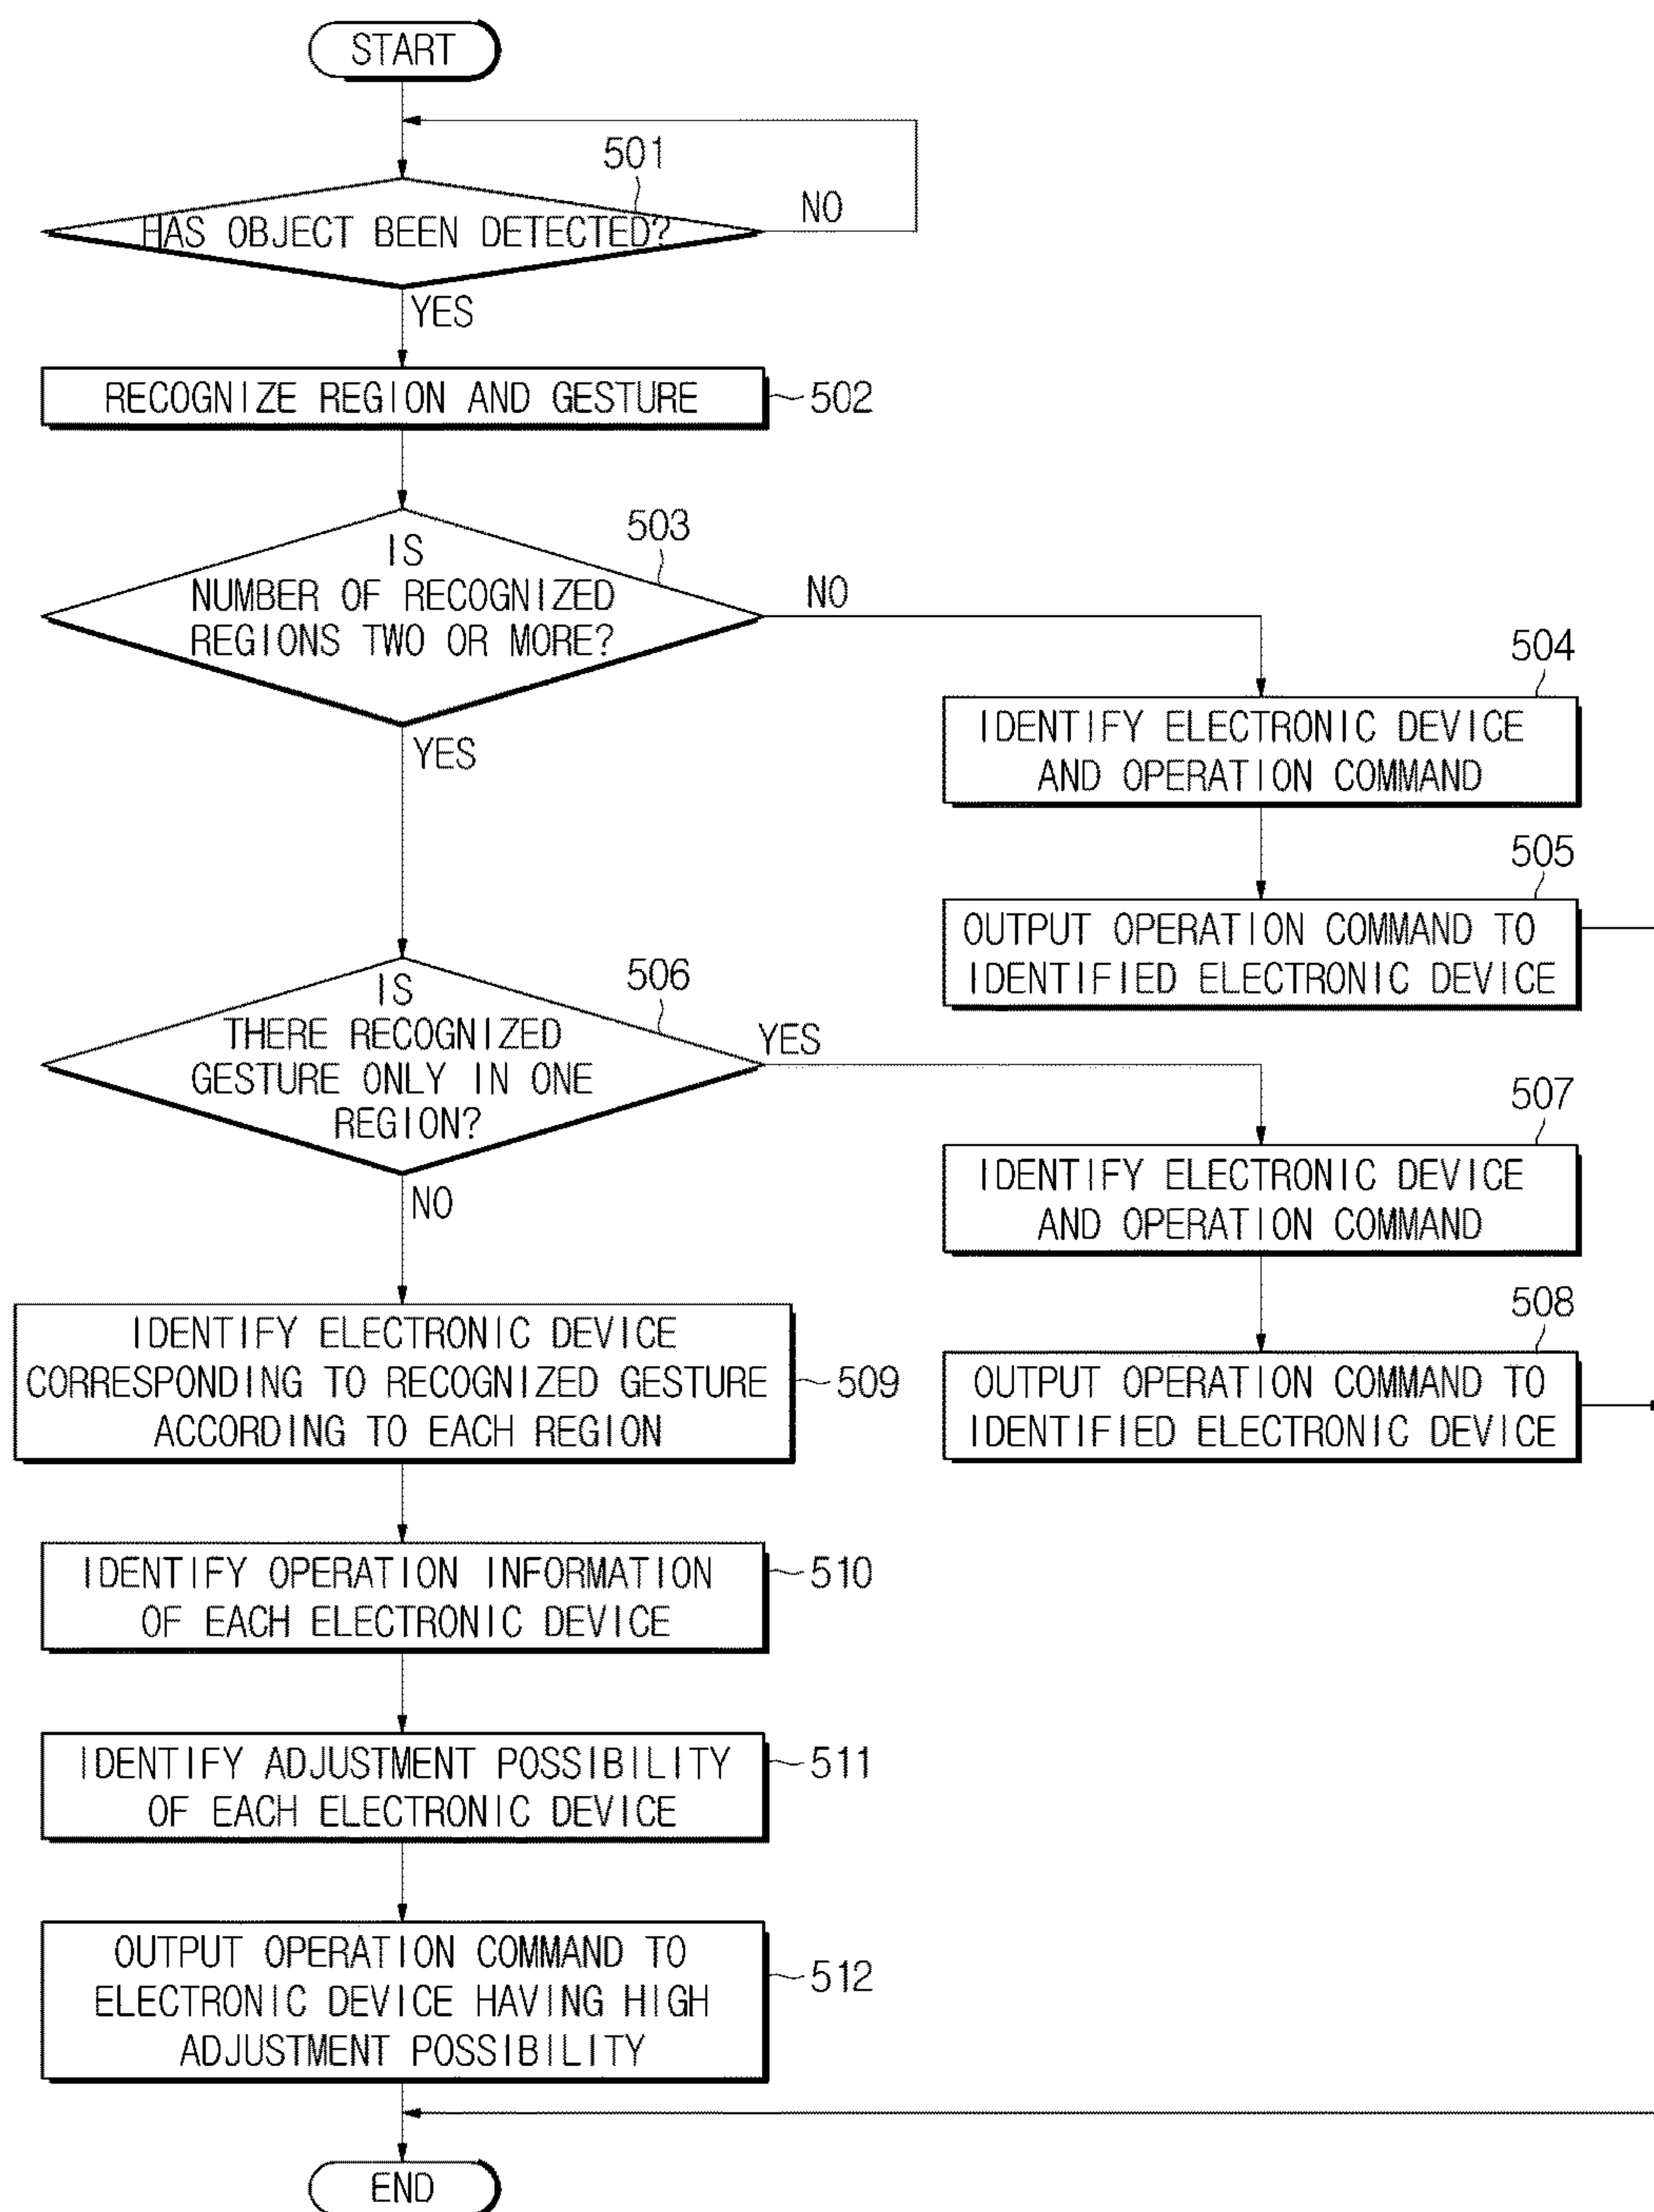 START
501
HAS OBJECT BEEN DETECTED?
NO
YES
RECOGNIZE REGION AND GESTURE
502
503
IS
NUMBER OF RECOGNIZED
REGIONS TWO OR MORE?
NO
YES
504
IDENTIFY ELECTRONIC DEVICE
AND OPERATION COMMAND
505
OUTPUT OPERATION COMMAND TO
IDENTIFIED ELECTRONIC DEVICE
506
IS
THERE RECOGNIZED
GESTURE ONLY IN ONE
REGION?
YES
NO
507
IDENTIFY ELECTRONIC DEVICE
AND OPERATION COMMAND
508
OUTPUT OPERATION COMMAND TO
IDENTIFIED ELECTRONIC DEVICE
IDENTIFY ELECTRONIC DEVICE
CORRESPONDING TO RECOGNIZED GESTURE
ACCORDING TO EACH REGION
509
IDENTIFY OPERATION INFORMATION
OF EACH ELECTRONIC DEVICE
510
IDENTIFY ADJUSTMENT POSSIBILITY
OF EACH ELECTRONIC DEVICE
511
OUTPUT OPERATION COMMAND TO
ELECTRONIC DEVICE HAVING HIGH
ADJUSTMENT POSSIBILITY
512
END